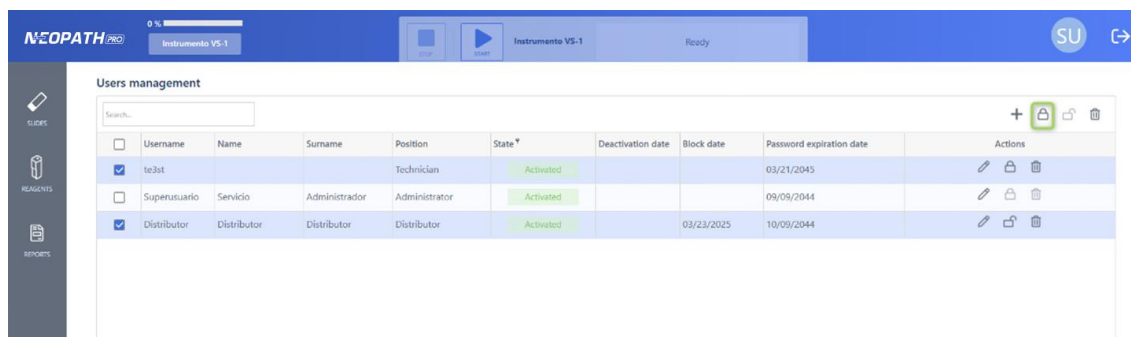 NEOPATH PRO
0 %
Instrumento VS-1
STOP
START
Instrumento VS-1
Ready
SU
SLIDES
REAGENTS
REPORTS
Users management
Search...
Username Name Surname Position State Deactivation date Block date Password expiration date Actions
te3st Technician Activated 03/21/2045
Superusuario Servicio Administrador Administrator Activated 09/09/2044
Distributor Distributor Distributor Distributor Activated 03/23/2025 10/09/2044